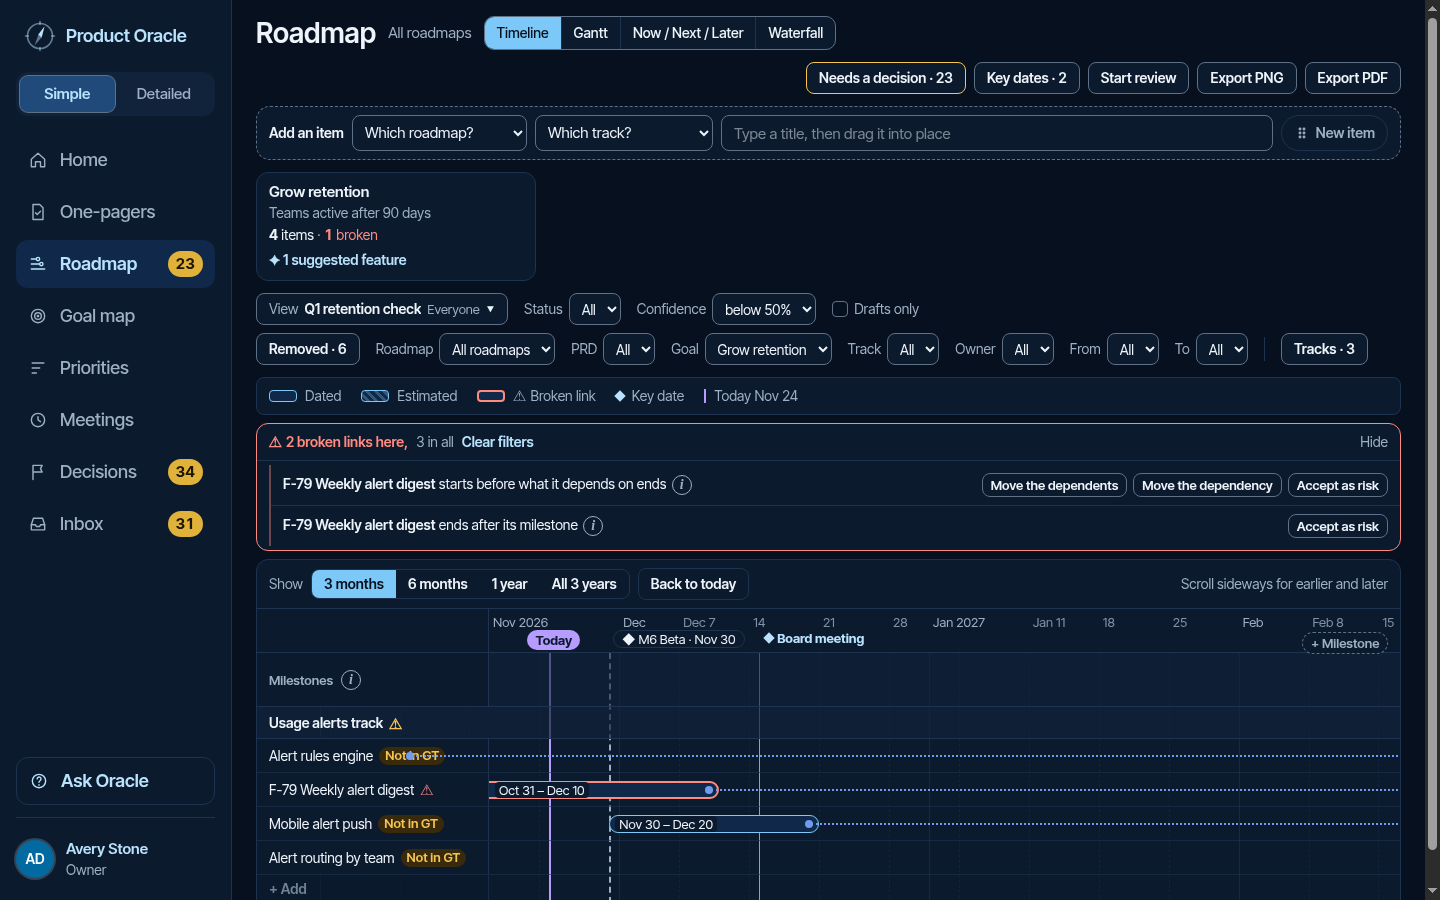 Product Oracle
Simple
Detailed
Home
One-pagers
Roadmap 23
Goal map
Priorities
Meetings
Decisions 34
Inbox 31
Ask Oracle
AD
Avery Stone
Owner
Roadmap All roadmaps Timeline Gantt Now / Next / Later Waterfall
Needs a decision · 23 Key dates · 2 Start review Export PNG Export PDF
Add an item Which roadmap? Which track? Type a title, then drag it into place New item
Grow retention
Teams active after 90 days
4 items · 1 broken
1 suggested feature
View Q1 retention check Everyone Status All Confidence below 50% Drafts only
Removed · 6 Roadmap All roadmaps PRD All Goal Grow retention Track All Owner All From All To All Tracks · 3
Dated Estimated ⚠ Broken link Key date Today Nov 24
⚠ 2 broken links here, 3 in all Clear filters Hide
F-79 Weekly alert digest starts before what it depends on ends i Move the dependents Move the dependency Accept as risk
F-79 Weekly alert digest ends after its milestone i Accept as risk
Show 3 months 6 months 1 year All 3 years Back to today Scroll sideways for earlier and later
Nov 2026 Dec Dec 7 14 21 28 Jan 2027 Jan 11 18 25 Feb Feb 8 15
Today ◆ M6 Beta · Nov 30 ◆ Board meeting + Milestone
Milestones i
Usage alerts track ⚠
Alert rules engine Not in GT
F-79 Weekly alert digest ⚠ Oct 31 – Dec 10
Mobile alert push Not in GT Nov 30 – Dec 20
Alert routing by team Not in GT
+ Add